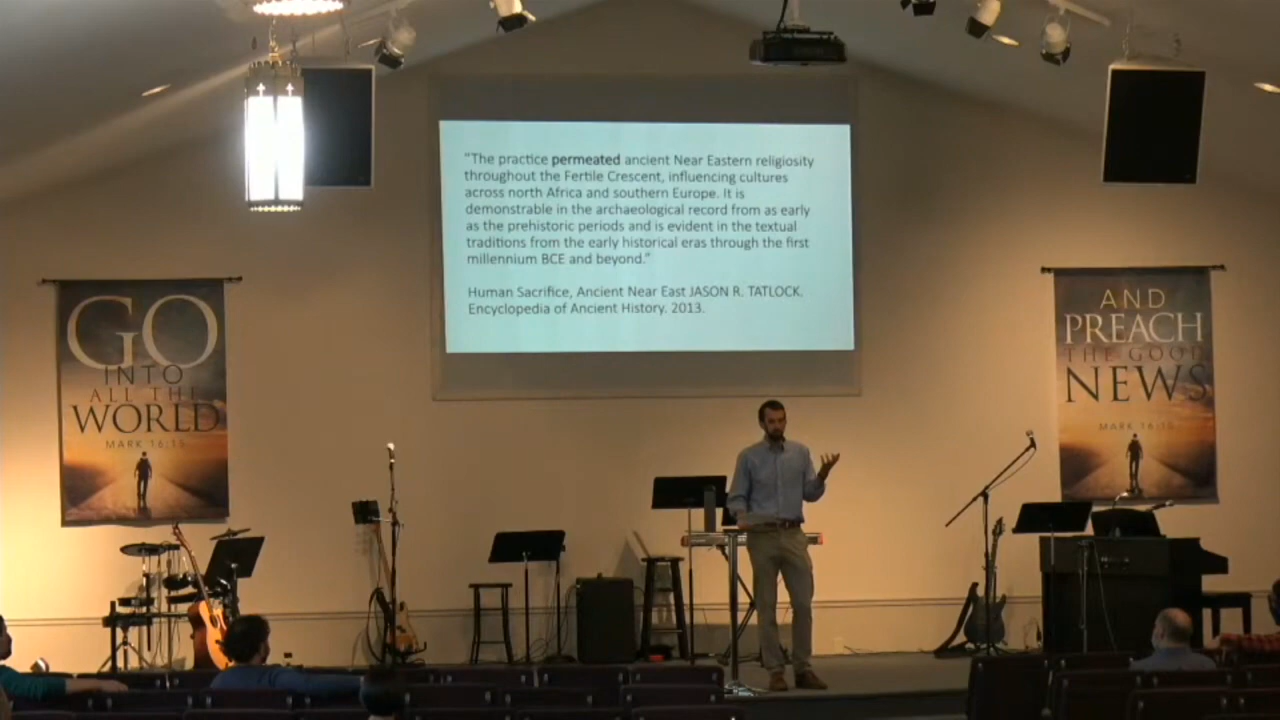 "The practice permeated ancient Near Eastern religiosity
throughout the Fertile Crescent, influencing cultures
across north Africa and southern Europe. It is
demonstrable in the archaeological record from as early
as the prehistoric periods and is evident in the textual
traditions from the early historical eras through the first
millennium BCE and beyond."
Human Sacrifice, Ancient Near East JASON R. TATLOCK.
Encyclopedia of Ancient History. 2013.
GO
INTO
ALL THE
WORLD
MARK 16:15
AND
PREACH
THE GOOD
NEWS
MARK 16:15